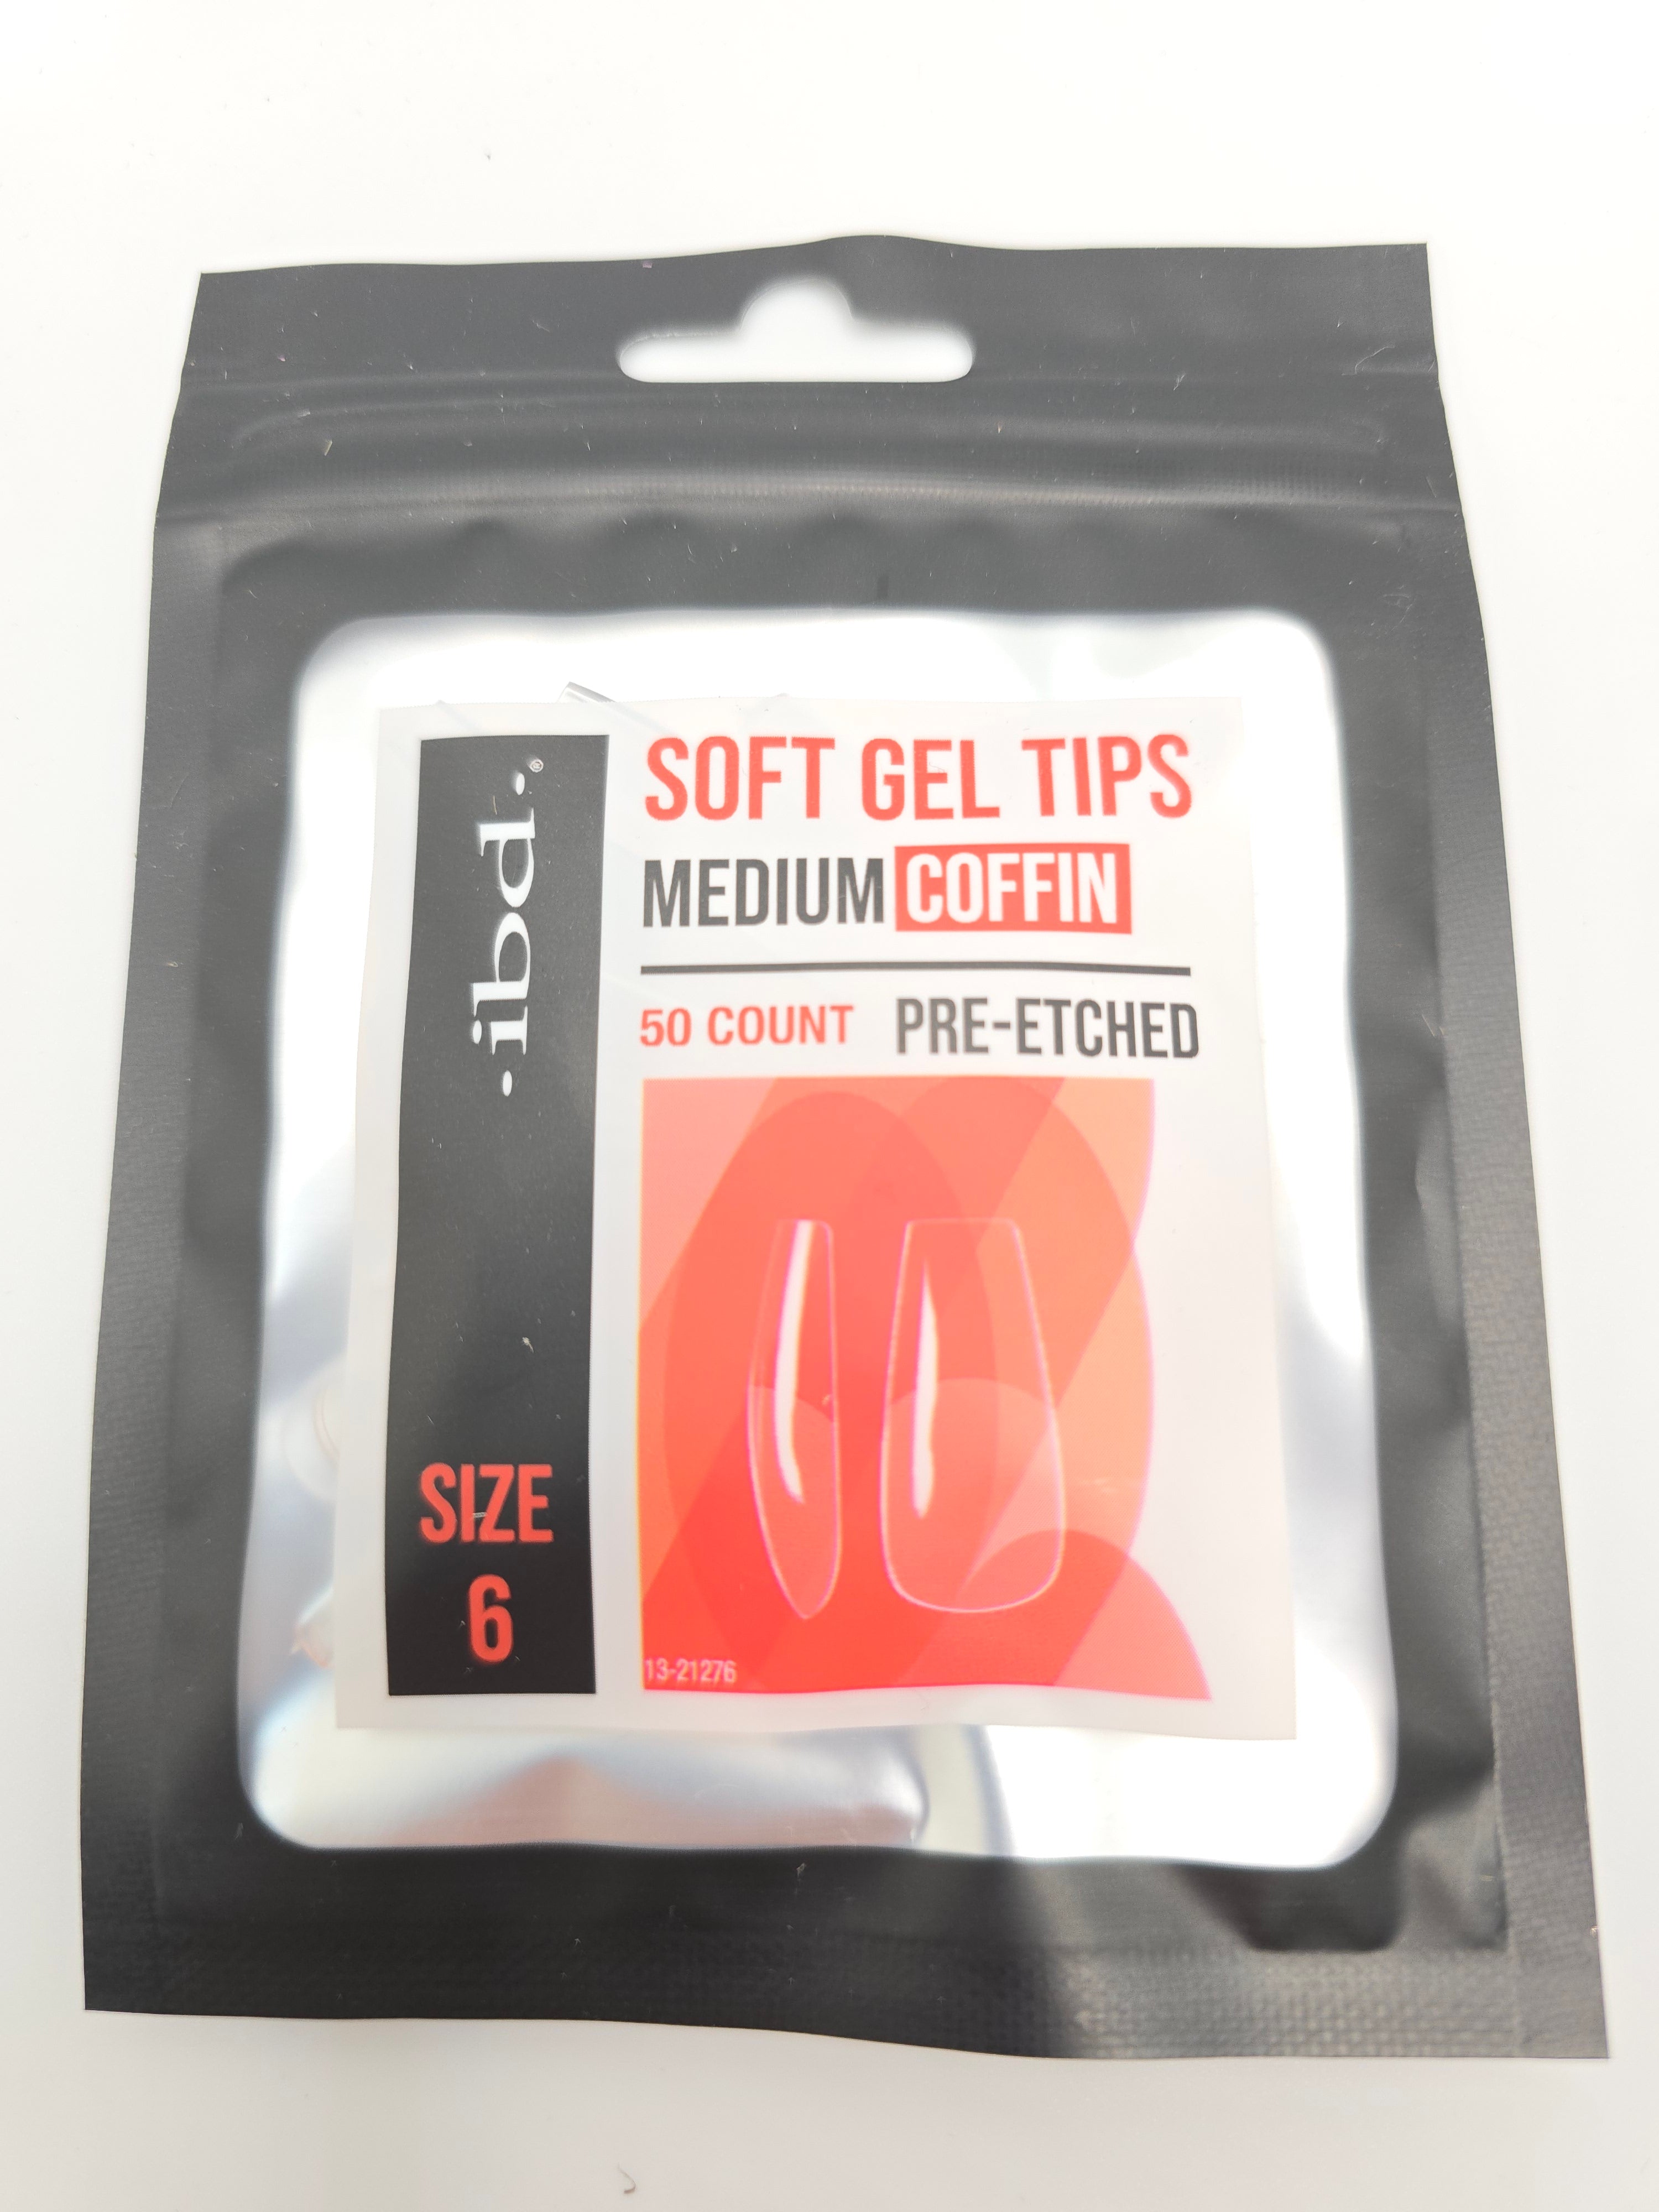 ·ibd·®
SOFT GEL TIPS
MEDIUM COFFIN
50 COUNT PRE-ETCHED
SIZE
6
13-21276